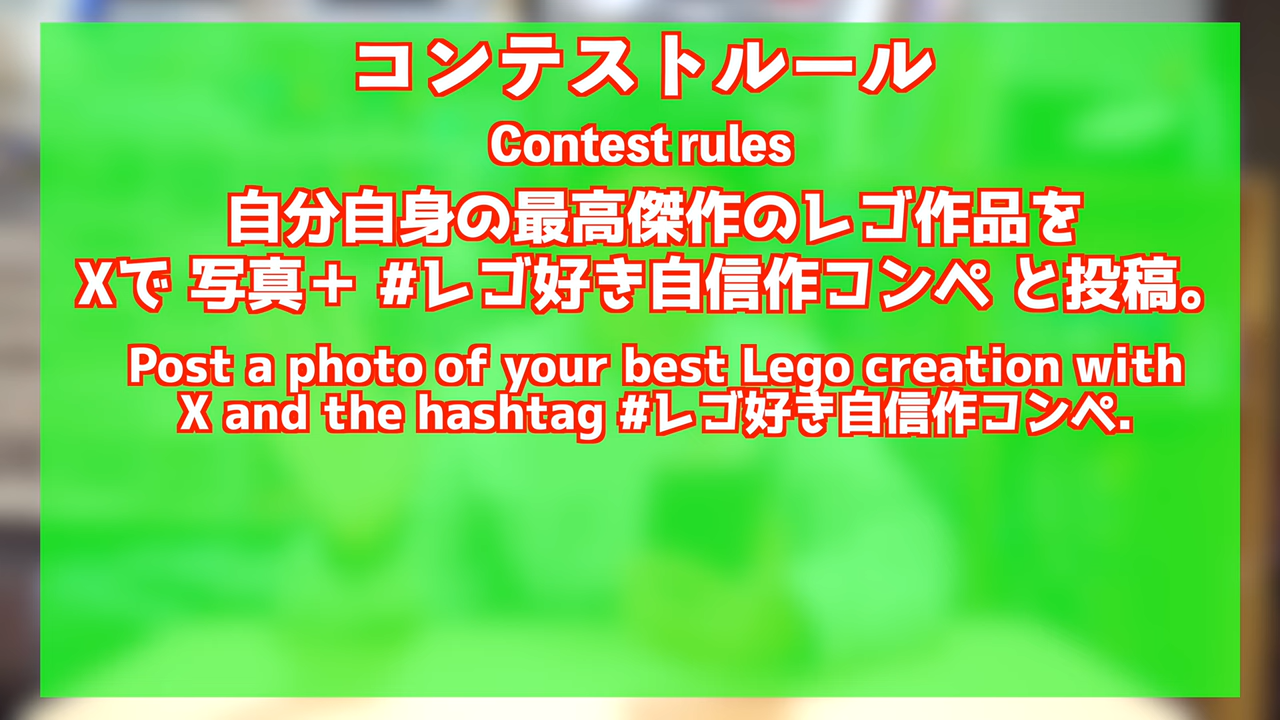 コンテストルール
Contest rules
自分自身の最高傑作のレゴ作品を
Xで 写真＋ #レゴ好き自信作コンペ と投稿。
Post a photo of your best Lego creation with
X and the hashtag #レゴ好き自信作コンペ.